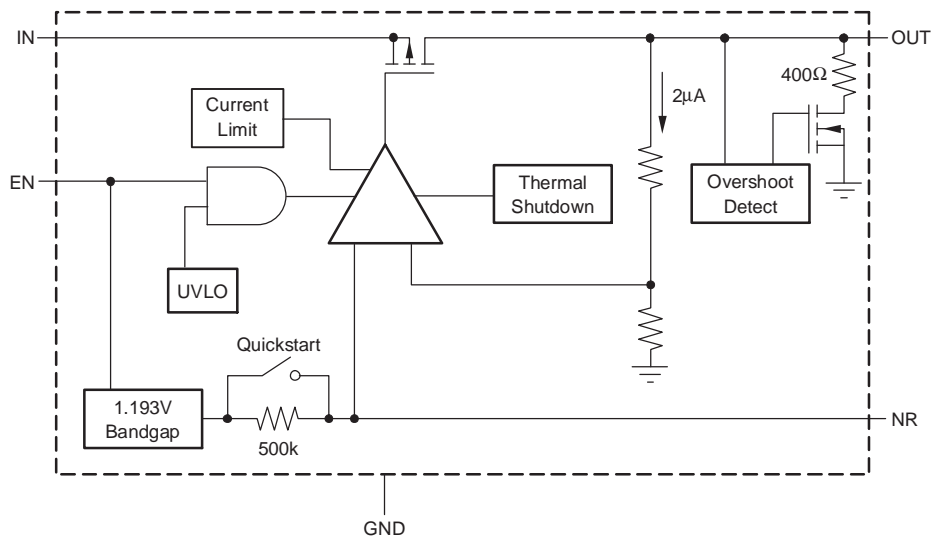 IN
OUT
400Ω
2μA
Current
Limit
EN
Thermal
Shutdown
Overshoot
Detect
UVLO
Quickstart
1.193V
Bandgap
500k
NR
GND